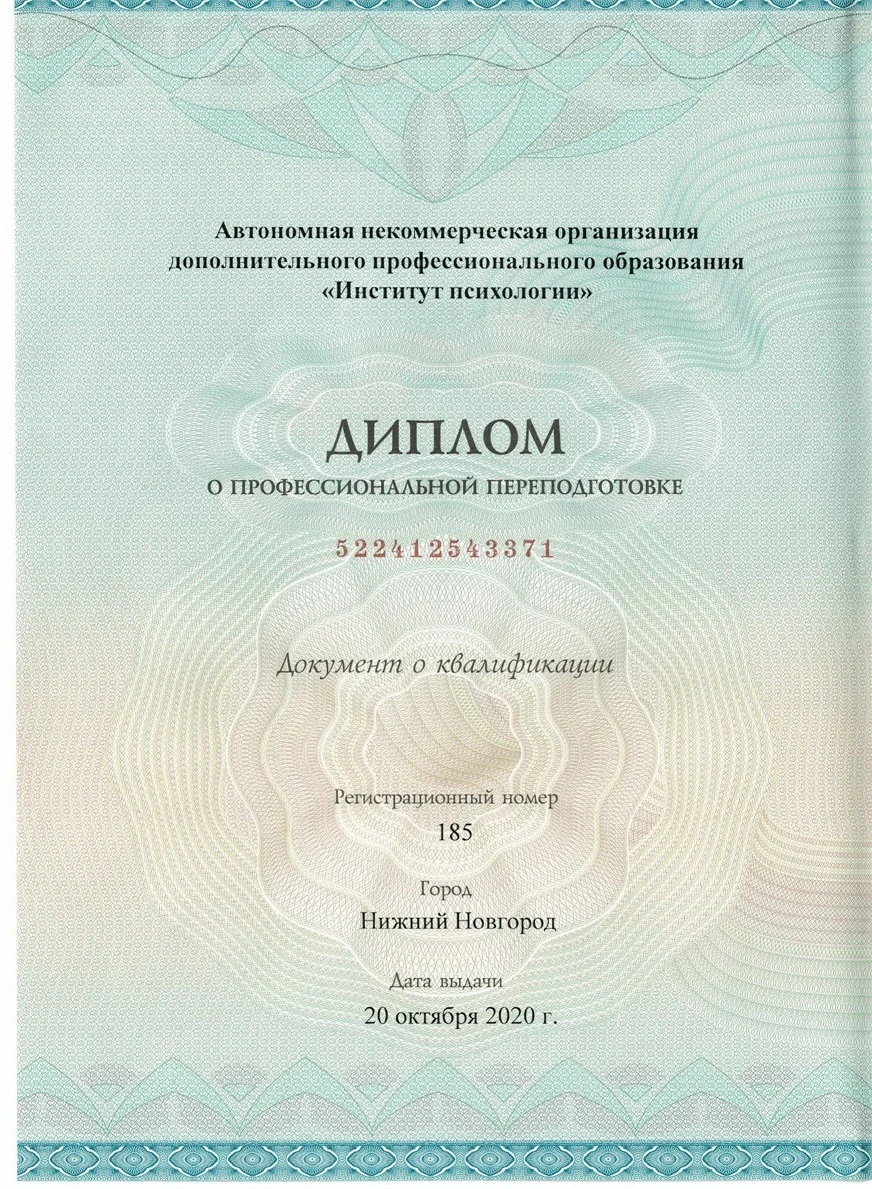 Автономная некоммерческая организация
дополнительного профессионального образования
«Институт психологии»
ДИПЛОМ
О ПРОФЕССИОНАЛЬНОЙ ПЕРЕПОДГОТОВКЕ
522412543371
Документ о квалификации
Регистрационный номер
185
Город
Нижний Новгород
Дата выдачи
20 октября 2020 г.